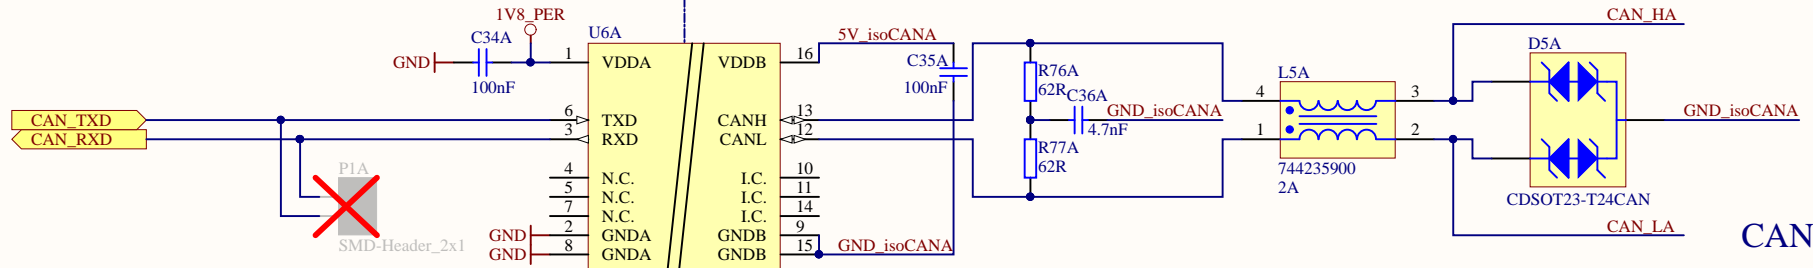 1V8_PER
C34A
GND
100nF
U6A
1 VDDA VDDB 16
6 TXD CANH 13
3 RXD CANL 12
4 N.C. I.C. 10
5 N.C. I.C. 11
7 N.C. I.C. 14
2 GNDA GNDB 9
8 GNDA GNDB 15
GND
GND
CAN_TXD
CAN_RXD
P1A
SMD-Header_2x1
5V_isoCANA
C35A
100nF
GND_isoCANA
R76A
62R
C36A
4.7nF
GND_isoCANA
R77A
62R
L5A
4 3
1 2
744235900
2A
CAN_HA
D5A
GND_isoCANA
CDSOT23-T24CAN
CAN_LA
CAN